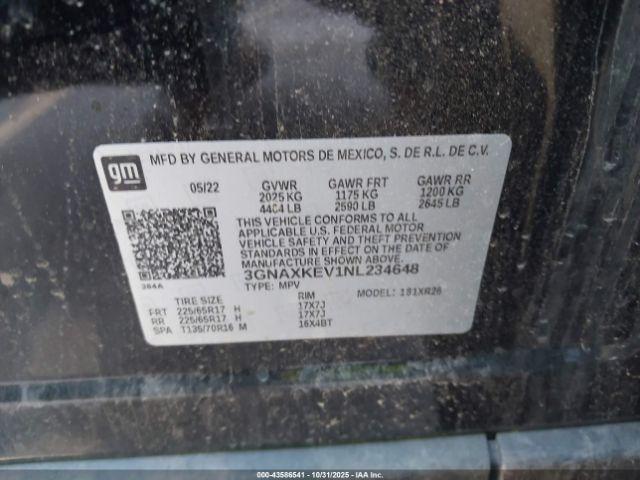 gm
MFD BY GENERAL MOTORS DE MEXICO, S. DE R.L. DE C.V.
05/22 GVWR GAWR FRT GAWR RR
2025 KG 1175 KG 1200 KG
4464 LB 2590 LB 2645 LB
THIS VEHICLE CONFORMS TO ALL
APPLICABLE U.S. FEDERAL MOTOR
VEHICLE SAFETY AND THEFT PREVENTION
STANDARDS IN EFFECT ON THE DATE OF
MANUFACTURE SHOWN ABOVE.
3GNAXKEV1NL234648
384A TYPE: MPV MODEL: 1S1XR26
TIRE SIZE RIM
FRT 225/65R17 H 17X7J
RR 225/65R17 H 17X7J
SPA T135/70R16 M 16X4BT
000-43586541 - 10/31/2025 - IAAI.com